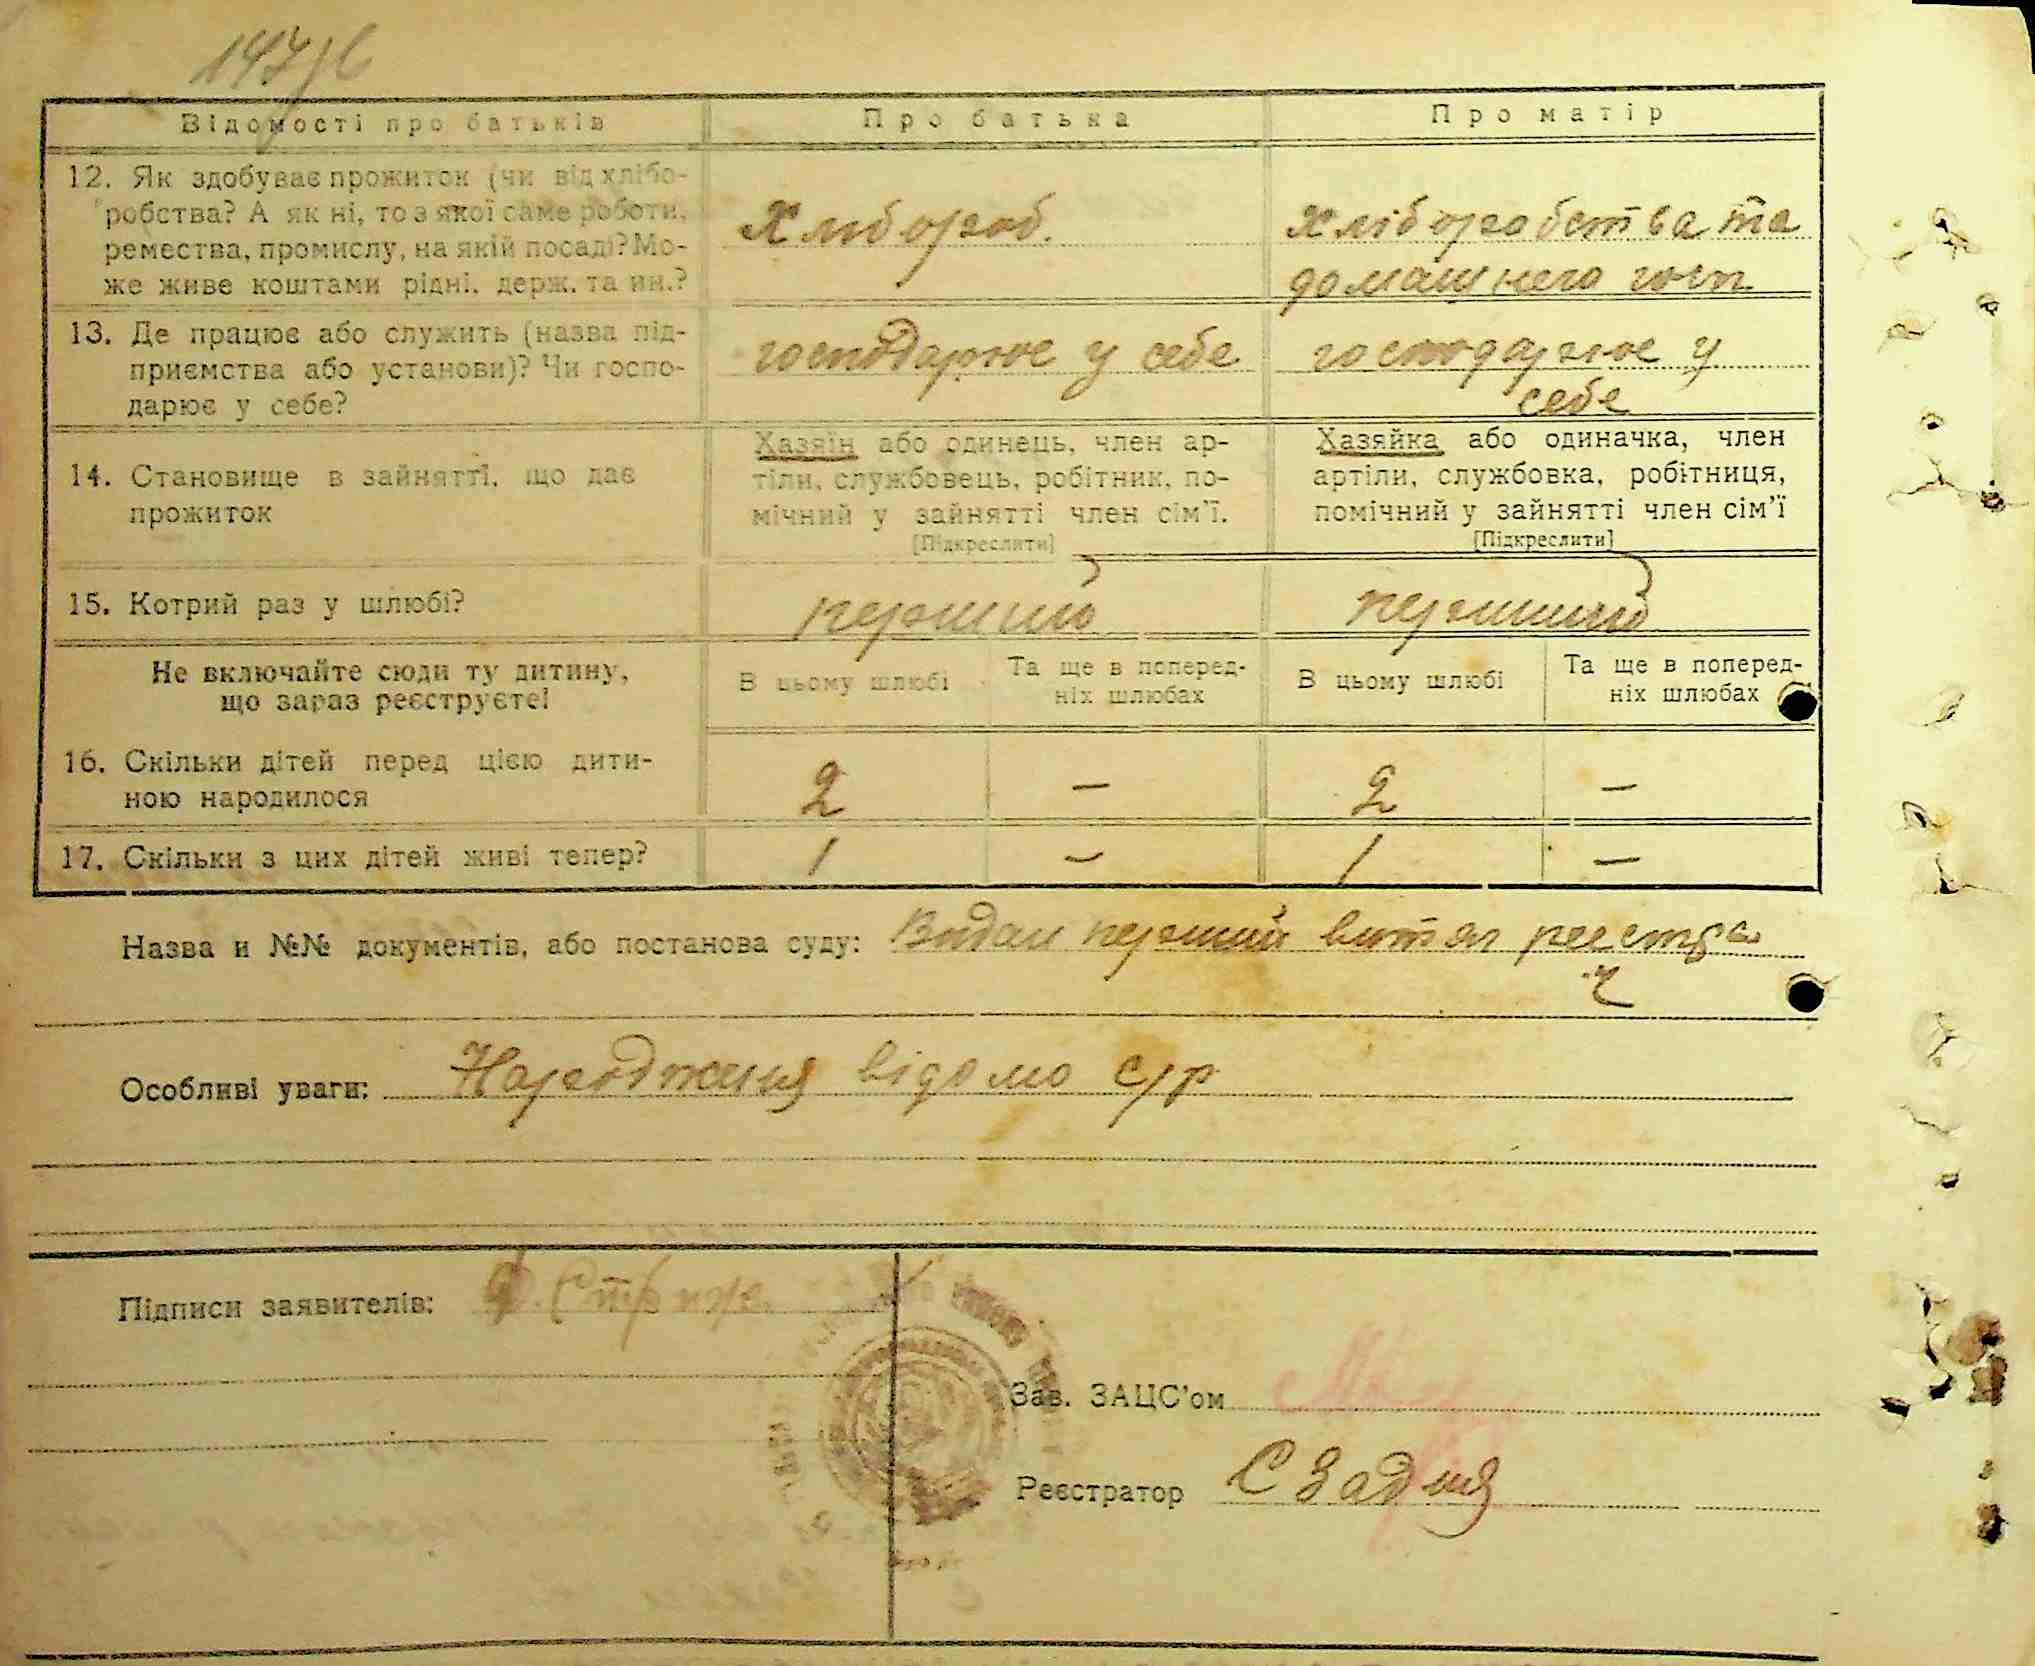 Відомості про батьків
Про батька
Про матір
12. Як здобуває прожиток (чи від хлібо-
робства? А як ні, то з якої саме роботи,
ремества, промислу, на якій посаді? Мо-
же живе коштами рідні, держ. та ин.?
Хлібороб.
хліборобства та
домашнего госп
13. Де працює або служить (назва під-
приємства або установи)? Чи госпо-
дарює у себе?
господарює у себе
господарює у
себе
14. Становище в зайнятті, що дає
прожиток
Хазяїн або одинець, член ар-
тіли, службовець, робітник, по-
мічний у зайнятті член сім'ї.
[Підкреслити]
Хазяйка або одиначка, член
артіли, службовка, робітниця,
помічний у зайнятті член сім'ї
[Підкреслити]
15. Котрий раз у шлюбі?
перший
перший
Не включайте сюди ту дитину,
що зараз реєструєте!
В цьому шлюбі
Та ще в поперед-
ніх шлюбах
В цьому шлюбі
Та ще в поперед-
ніх шлюбах
16. Скільки дітей перед цією дити-
ною народилося
2
—
2
—
17. Скільки з цих дітей живі тепер?
1
—
1
—
Назва и №№ документів, або постанова суду: Видан перший витяг реестра
Особливі уваги: Народження відомо с/р
Підписи заявителів:
Зав. ЗАЦС'ом
Реєстратор